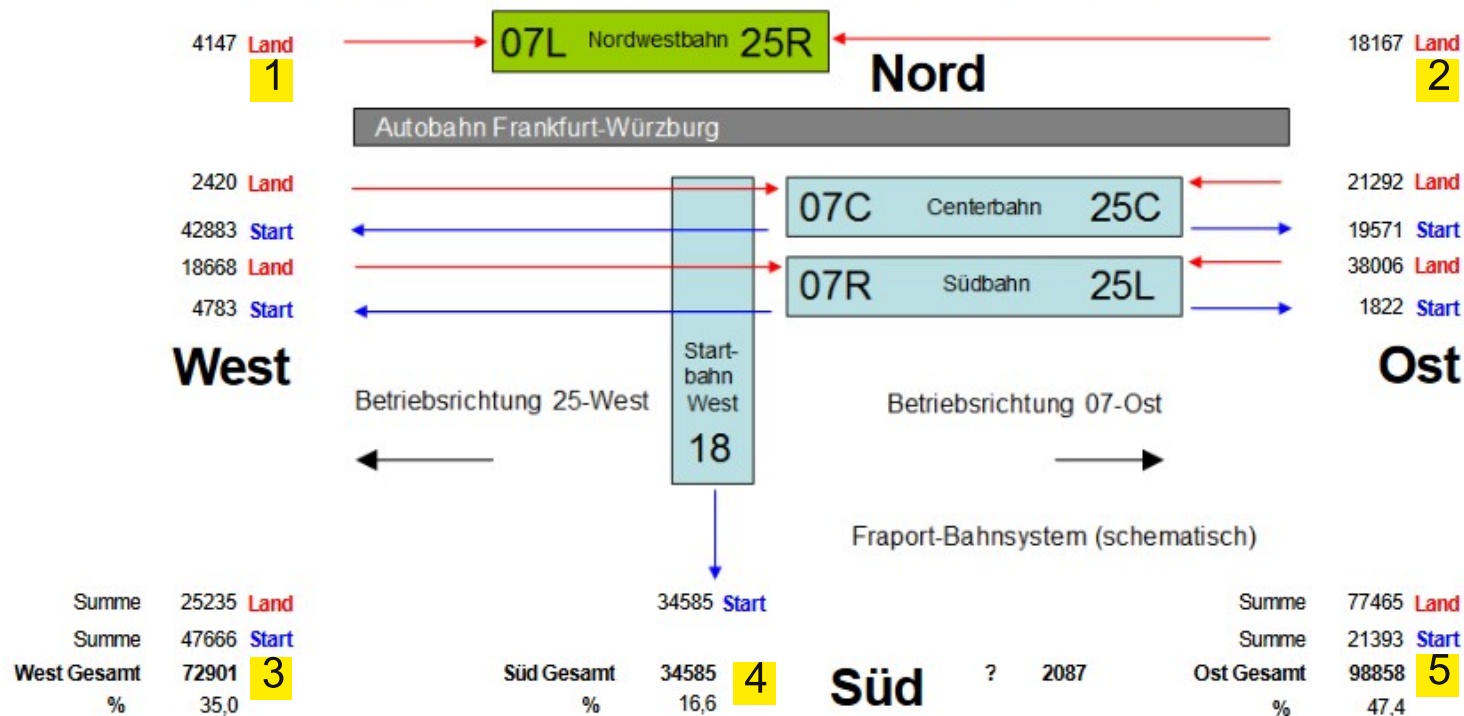 4147 Land 07L Nordwestbahn 25R 18167 Land
1 Nord 2
Autobahn Frankfurt-Würzburg
2420 Land 07C Centerbahn 25C 21292 Land
42883 Start 19571 Start
18668 Land 07R Südbahn 25L 38006 Land
4783 Start 1822 Start
West Start- Ost
bahn
Betriebsrichtung 25-West West Betriebsrichtung 07-Ost
18
Fraport-Bahnsystem (schematisch)
Summe 25235 Land 34585 Start Summe 77465 Land
Summe 47666 Start Summe 21393 Start
West Gesamt 72901 3 Süd Gesamt 34585 4 Süd ? 2087 Ost Gesamt 98858 5
% 35,0 % 16,6 % 47,4